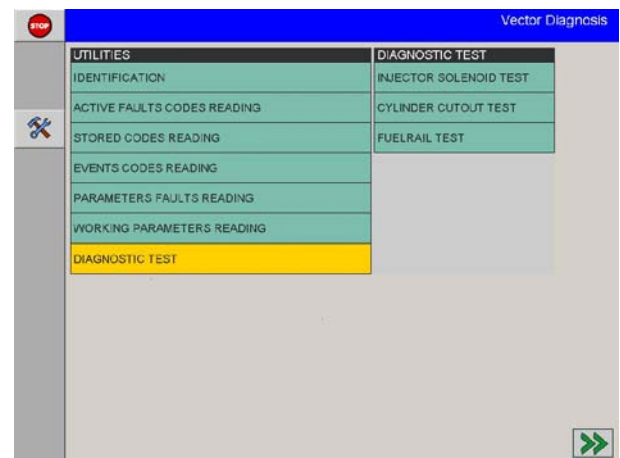 STOP
Vector Diagnosis
UTILITIES
IDENTIFICATION
ACTIVE FAULTS CODES READING
STORED CODES READING
EVENTS CODES READING
PARAMETERS FAULTS READING
WORKING PARAMETERS READING
DIAGNOSTIC TEST
DIAGNOSTIC TEST
INJECTOR SOLENOID TEST
CYLINDER CUTOUT TEST
FUELRAIL TEST